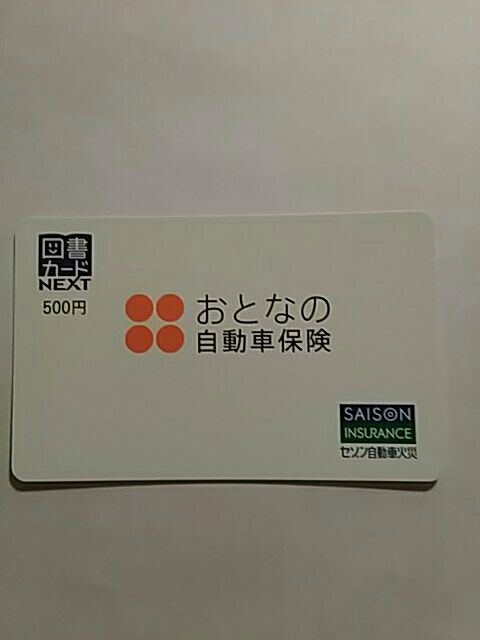 図書
カード
NEXT
500円
おとなの
自動車保険
SAISON
INSURANCE
セゾン自動車火災